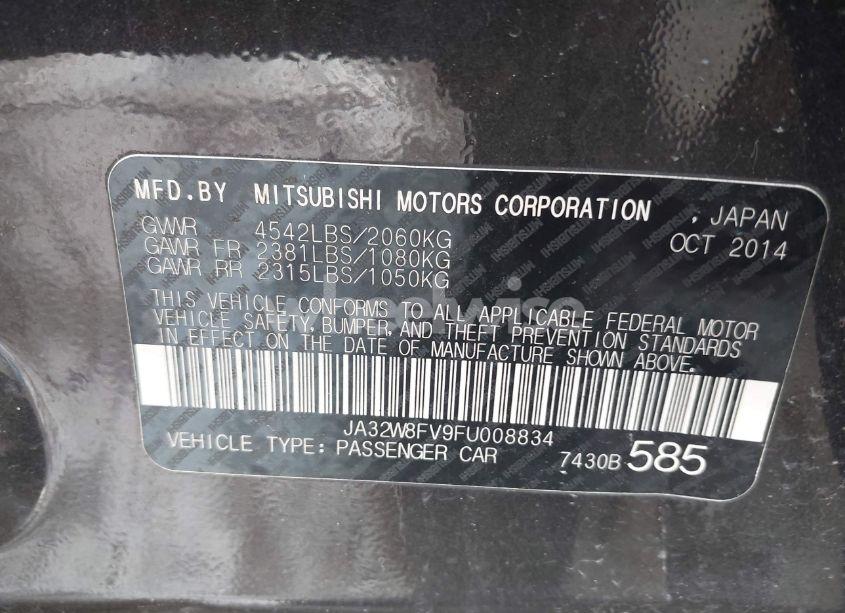 MFD.BY MITSUBISHI MOTORS CORPORATION , JAPAN
GVWR 4542LBS/2060KG OCT 2014
GAWR FR 2381LBS/1080KG
GAWR RR 2315LBS/1050KG
THIS VEHICLE CONFORMS TO ALL APPLICABLE FEDERAL MOTOR
VEHICLE SAFETY, BUMPER, AND THEFT PREVENTION STANDARDS
IN EFFECT ON THE DATE OF MANUFACTURE SHOWN ABOVE.
JA32W8FV9FU008834
VEHICLE TYPE: PASSENGER CAR 7430B 585